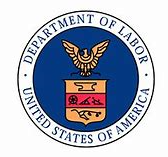 DEPARTMENT OF LABOR
UNITED STATES OF AMERICA